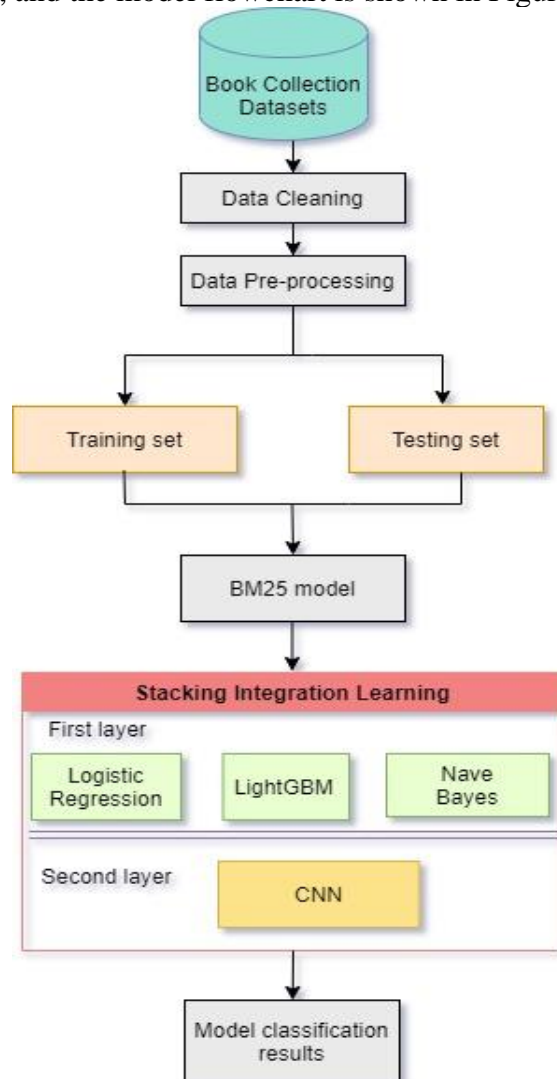 , and the model flowchart is shown in Figur
Book Collection
Datasets
Data Cleaning
Data Pre-processing
Training set
Testing set
BM25 model
Stacking Integration Learning
First layer
Logistic
Regression
LightGBM
Nave
Bayes
Second layer
CNN
Model classification
results